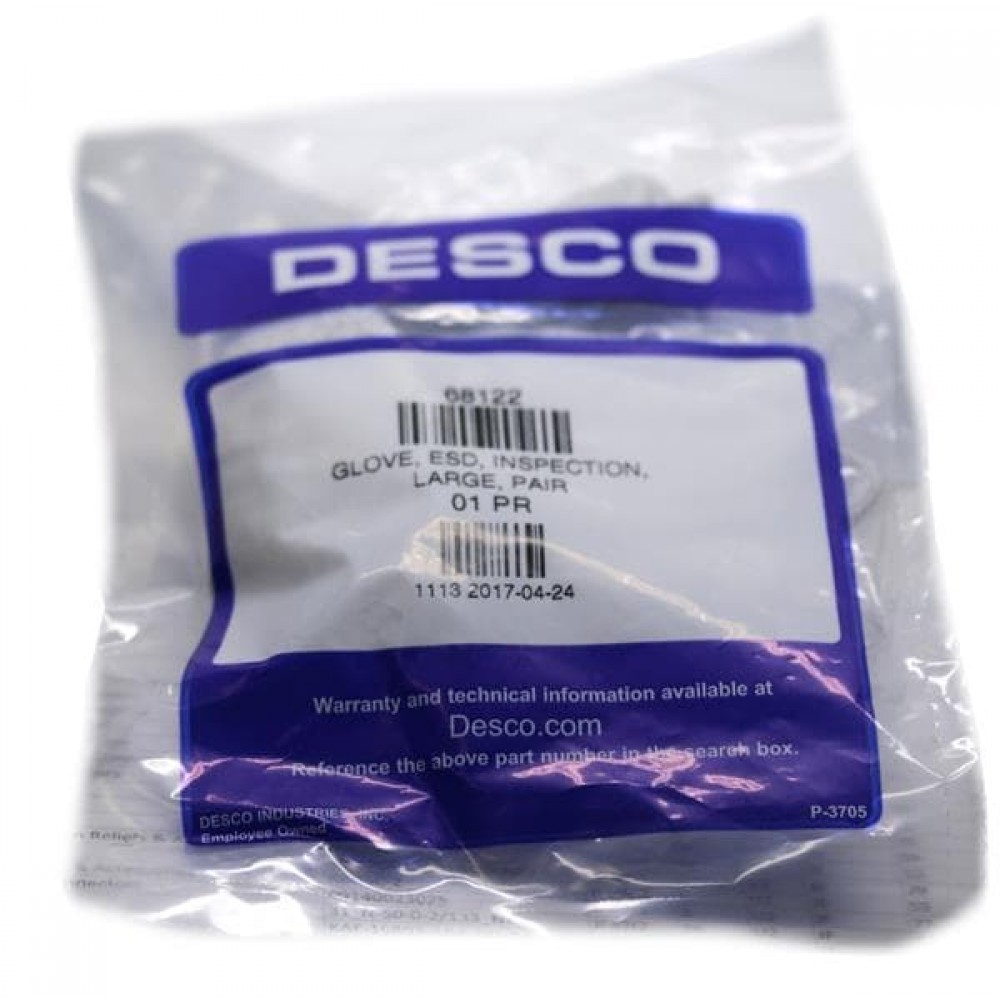 DESCO
68122
GLOVE, ESD, INSPECTION,
LARGE, PAIR
01 PR
1113 2017-04-24
Warranty and technical information available at
Desco.com
Reference the above part number in the search box.
DESCO INDUSTRIES, INC.
Employee Owned
P-3705